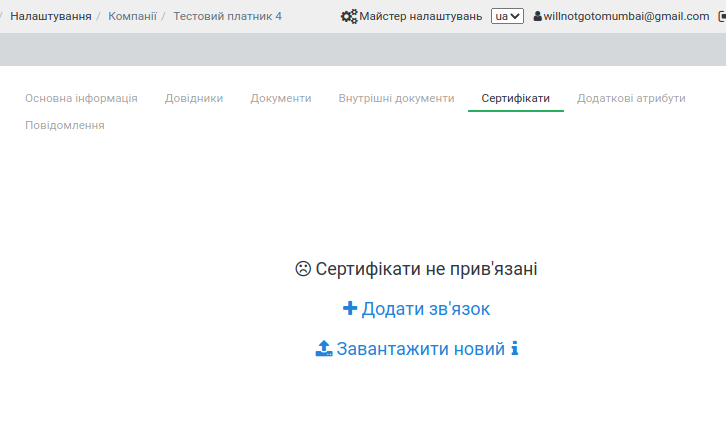 / Налаштування / Компанії / Тестовий платник 4 Майстер налаштувань ua willnotgotomumbai@gmail.com
Основна інформація Довідники Документи Внутрішні документи Сертифікати Додаткові атрибути
Повідомлення
Сертифікати не прив'язані
Додати зв'язок
Завантажити новий